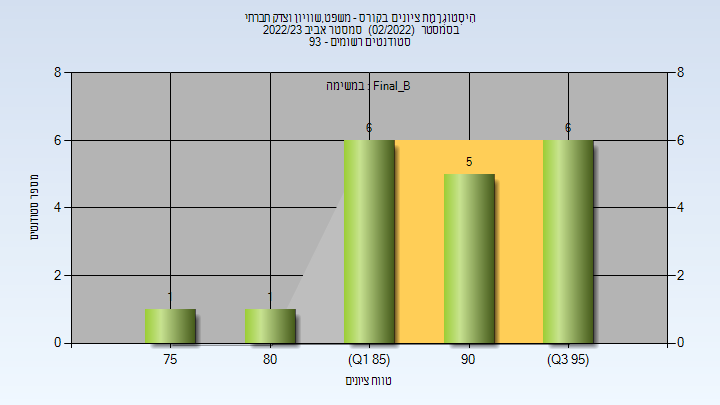 היסטוגרמת ציונים בקורס - משפט,שוויון וצדק חברתי
בסמסטר (02/2022) סמסטר אביב 2022/23
סטודנטים רשומים - 93
במשימה : Final_B
8 8
6 6
4 4
2 2
0 0
1 1 6 5 6
מספר סטודנטים
75 80 (Q1 85) 90 (Q3 95)
טווח ציונים